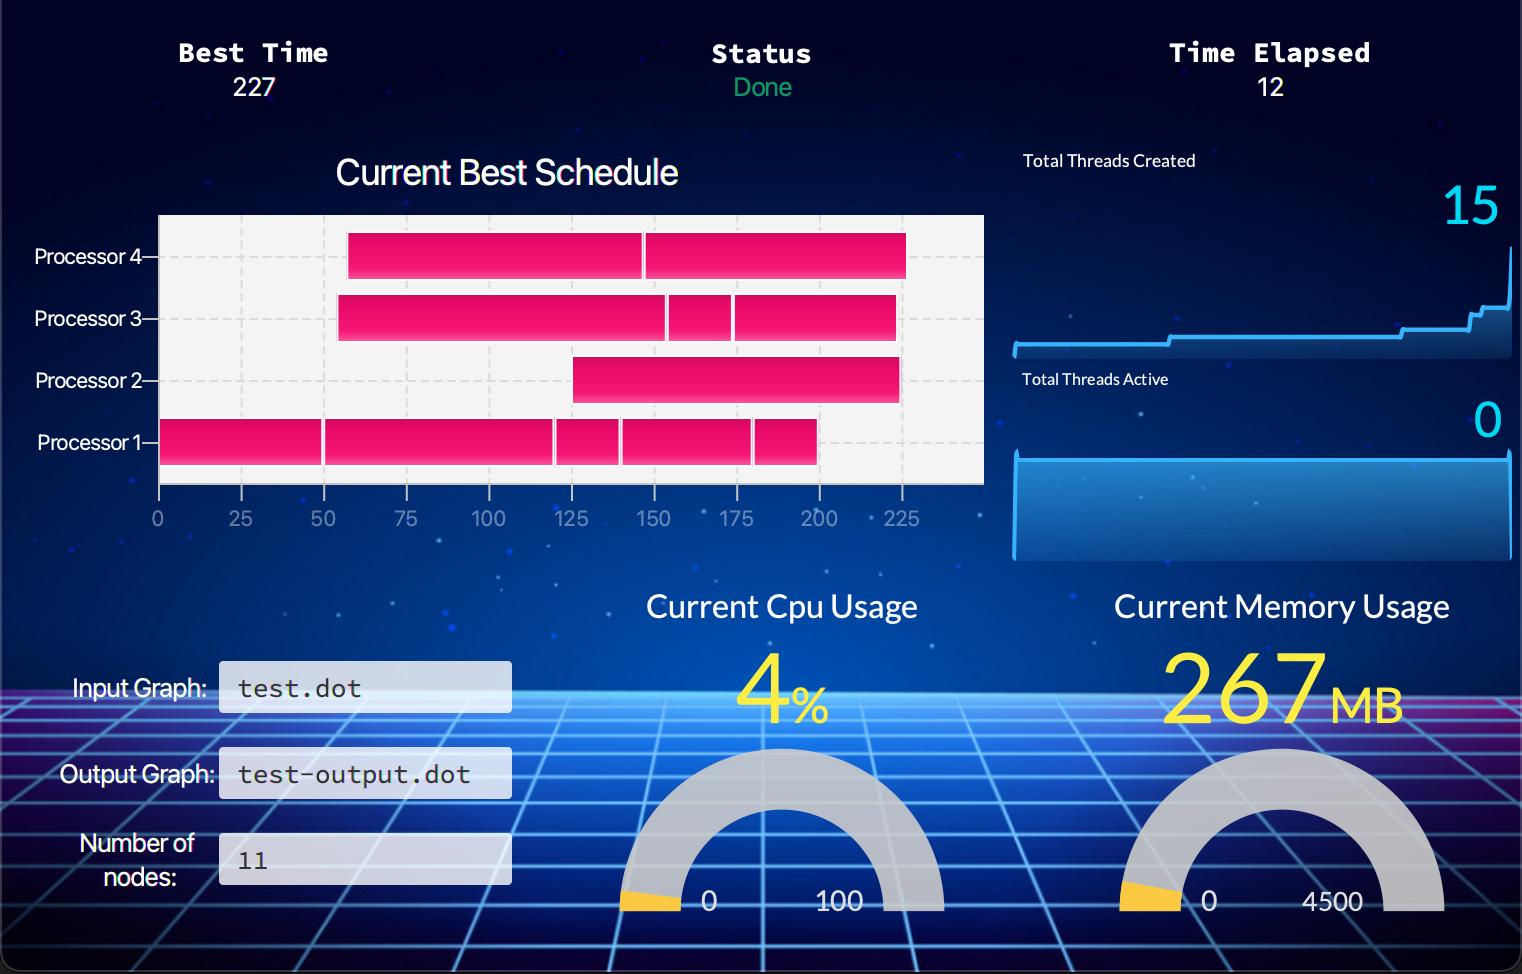 Best Time
227
Status
Done
Time Elapsed
12
Current Best Schedule
Processor 4
Processor 3
Processor 2
Processor 1
0 25 50 75 100 125 150 175 200 225
Total Threads Created
15
Total Threads Active
0
Input Graph: test.dot
Output Graph: test-output.dot
Number of
nodes:
11
Current Cpu Usage
4%
0 100
Current Memory Usage
267MB
0 4500